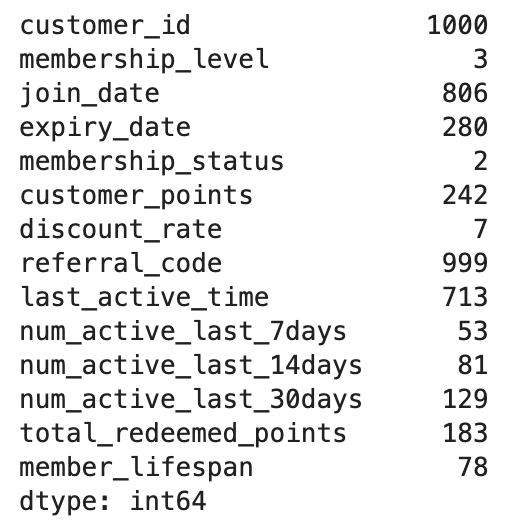 customer_id 1000
membership_level 3
join_date 806
expiry_date 280
membership_status 2
customer_points 242
discount_rate 7
referral_code 999
last_active_time 713
num_active_last_7days 53
num_active_last_14days 81
num_active_last_30days 129
total_redeemed_points 183
member_lifespan 78
dtype: int64